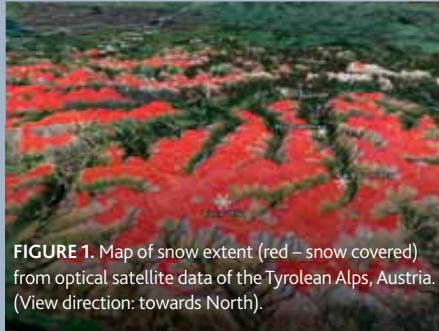 FIGURE 1. Map of snow extent (red – snow covered)
from optical satellite data of the Tyrolean Alps, Austria.
(View direction: towards North).